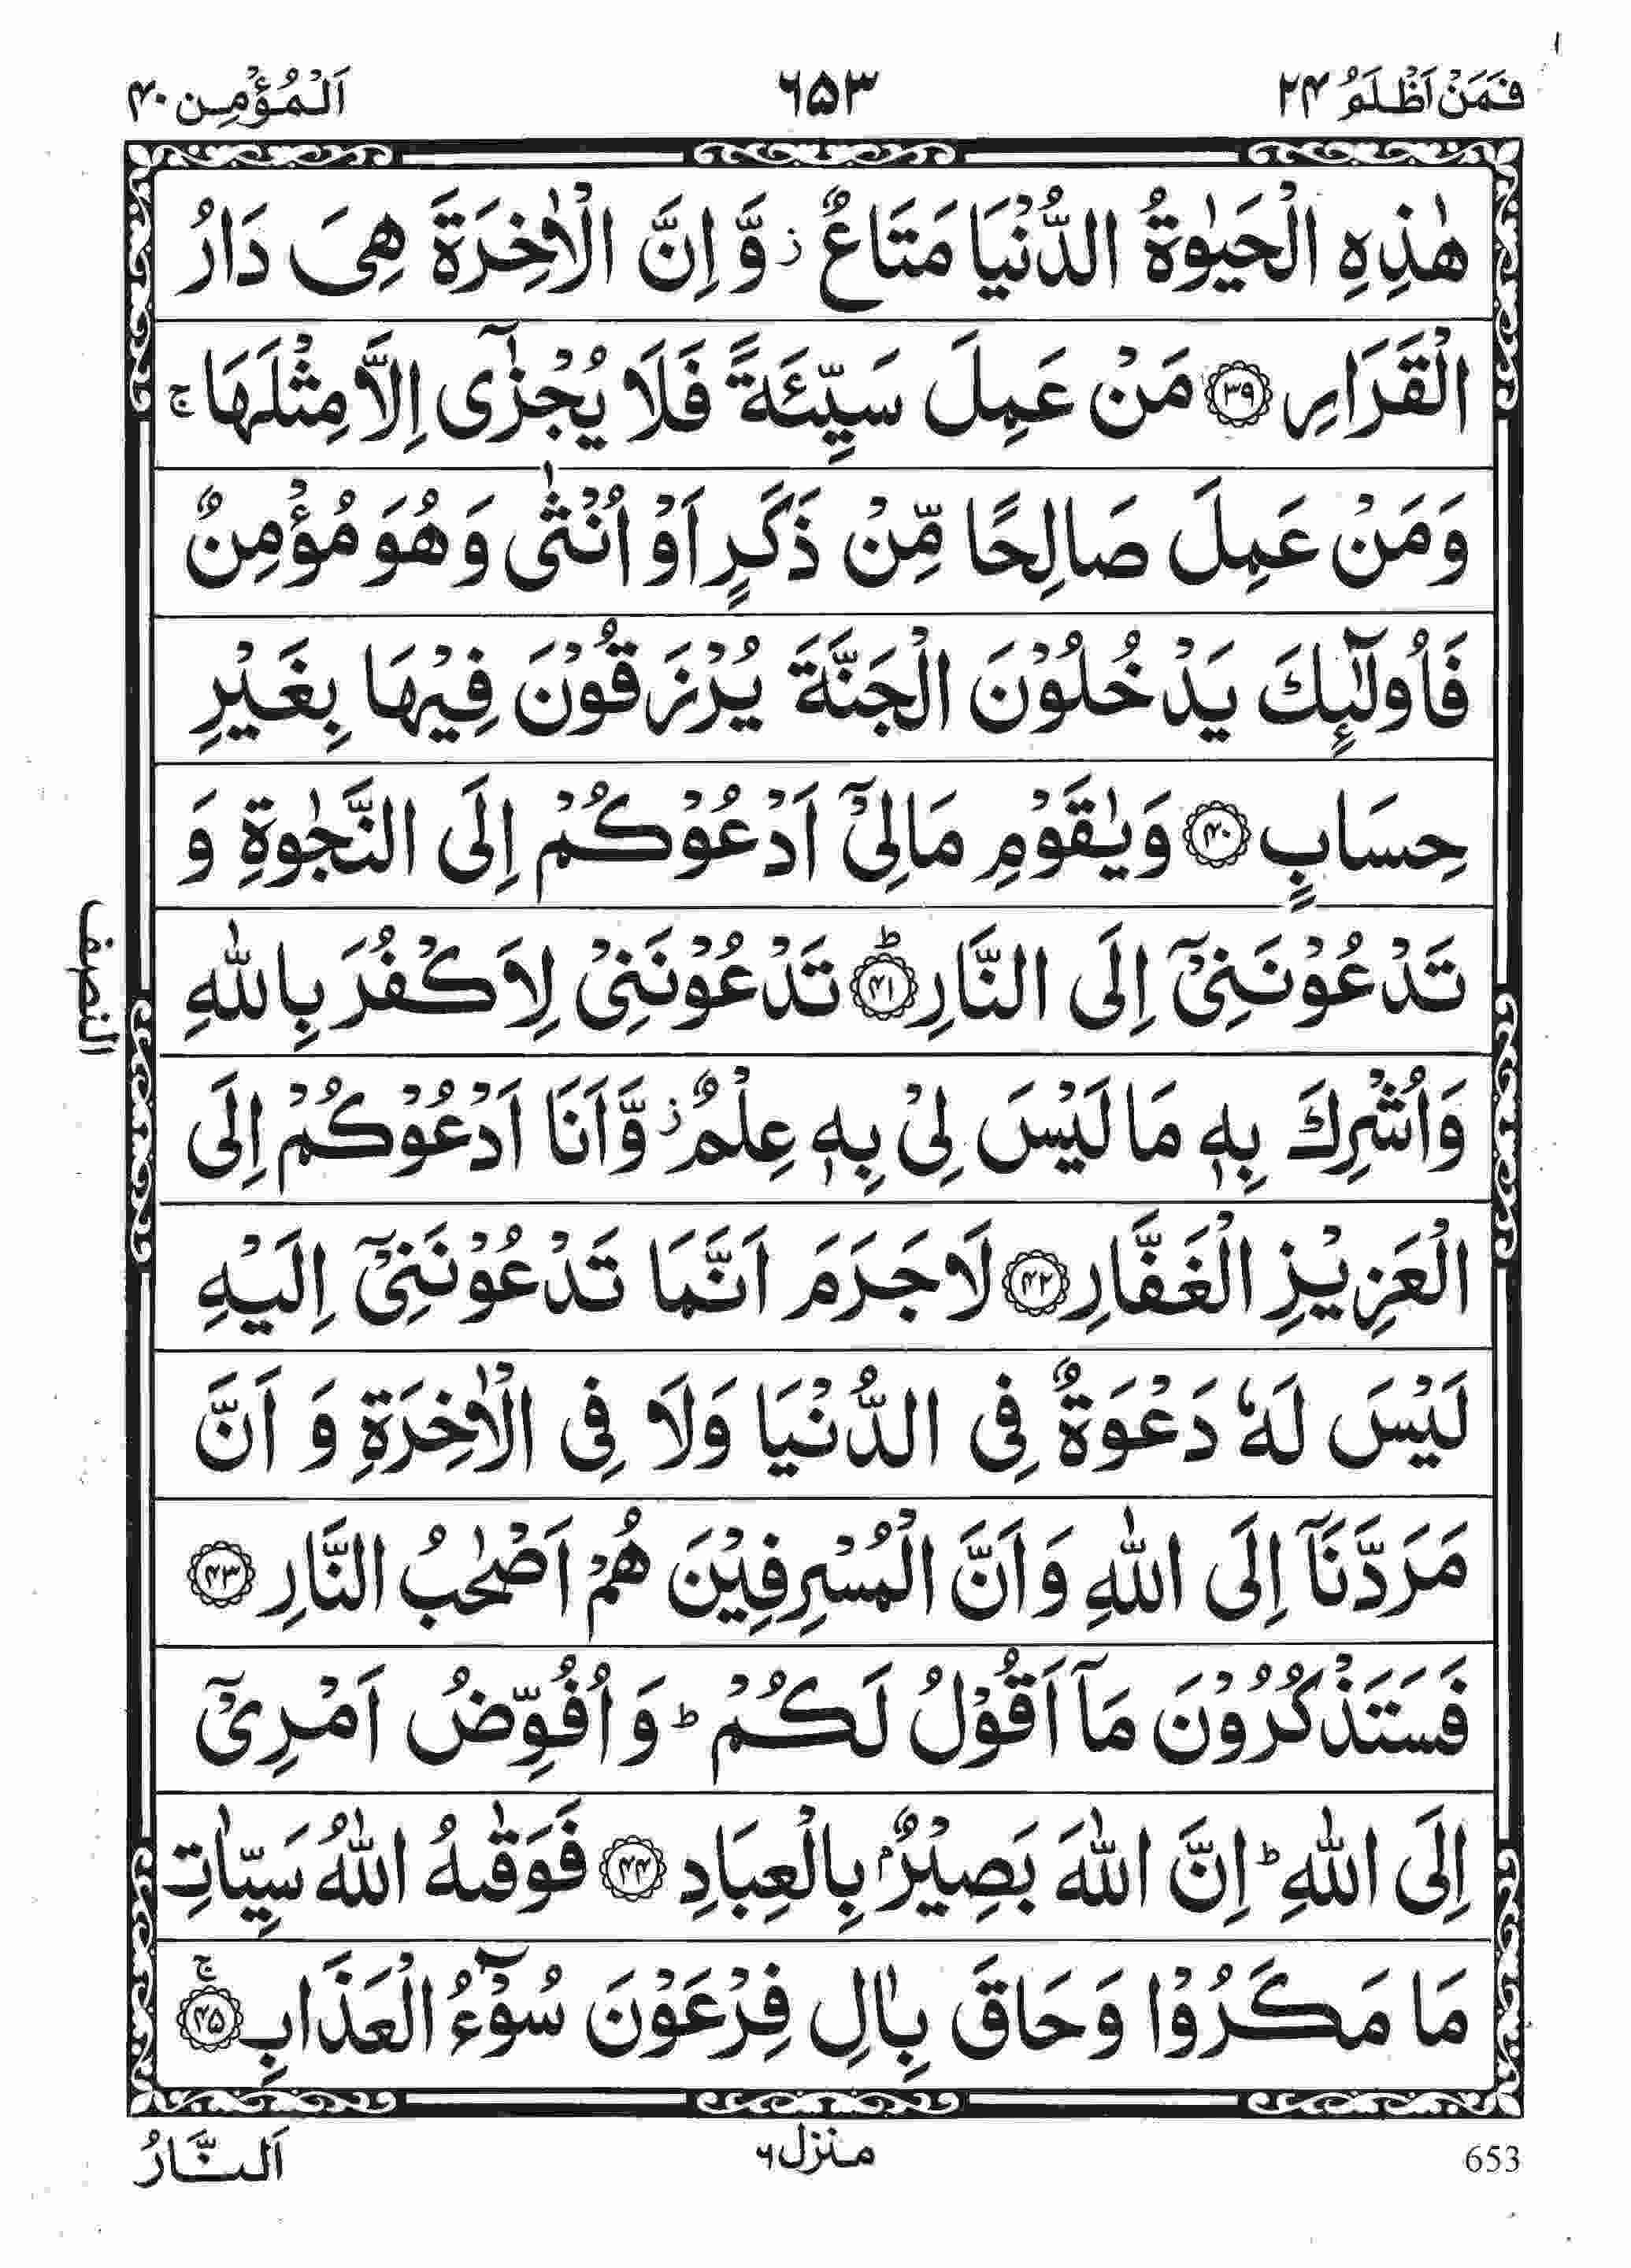 فَمَنْ اَظْلَمُ ۲۴
۶۵۳
اَلْمُؤْمِن ۴۰
هٰذِهِ الْحَيٰوةُ الدُّنْيَا مَتَاعٌ ۫ وَّ اِنَّ الْاٰخِرَةَ هِىَ دَارُ
الْقَرَارِ ﴿۳۹﴾ مَنْ عَمِلَ سَيِّئَةً فَلَا يُجْزٰٓى اِلَّا مِثْلَهَا ۚ
وَمَنْ عَمِلَ صَالِحًا مِّنْ ذَكَرٍ اَوْ اُنْثٰى وَهُوَ مُؤْمِنٌ
فَاُولٰٓئِكَ يَدْخُلُوْنَ الْجَنَّةَ يُرْزَقُوْنَ فِيْهَا بِغَيْرِ
حِسَابٍ ﴿۴۰﴾ وَيٰقَوْمِ مَالِىْٓ اَدْعُوْكُمْ اِلَى النَّجٰوةِ وَ
تَدْعُوْنَنِىْٓ اِلَى النَّارِ ؕ﴿۴۱﴾ تَدْعُوْنَنِىْ لِاَكْفُرَ بِاللّٰهِ
وَاُشْرِكَ بِهٖ مَا لَيْسَ لِىْ بِهٖ عِلْمٌ ۫ وَّاَنَا اَدْعُوْكُمْ اِلَى
الْعَزِيْزِ الْغَفَّارِ ﴿۴۲﴾ لَا جَرَمَ اَنَّمَا تَدْعُوْنَنِىْٓ اِلَيْهِ
لَيْسَ لَهٗ دَعْوَةٌ فِى الدُّنْيَا وَلَا فِى الْاٰخِرَةِ وَ اَنَّ
مَرَدَّنَآ اِلَى اللّٰهِ وَاَنَّ الْمُسْرِفِيْنَ هُمْ اَصْحٰبُ النَّارِ ﴿۴۳﴾
فَسَتَذْكُرُوْنَ مَآ اَقُوْلُ لَكُمْ ؕ وَاُفَوِّضُ اَمْرِىْٓ
اِلَى اللّٰهِ ؕ اِنَّ اللّٰهَ بَصِيْرٌۢ بِالْعِبَادِ ﴿۴۴﴾ فَوَقٰىهُ اللّٰهُ سَيِّاٰتِ
مَا مَكَرُوْا وَحَاقَ بِاٰلِ فِرْعَوْنَ سُوْٓءُ الْعَذَابِ ۚ﴿۴۵﴾
النصف
653
منزل ۶
اَلنَّارُ